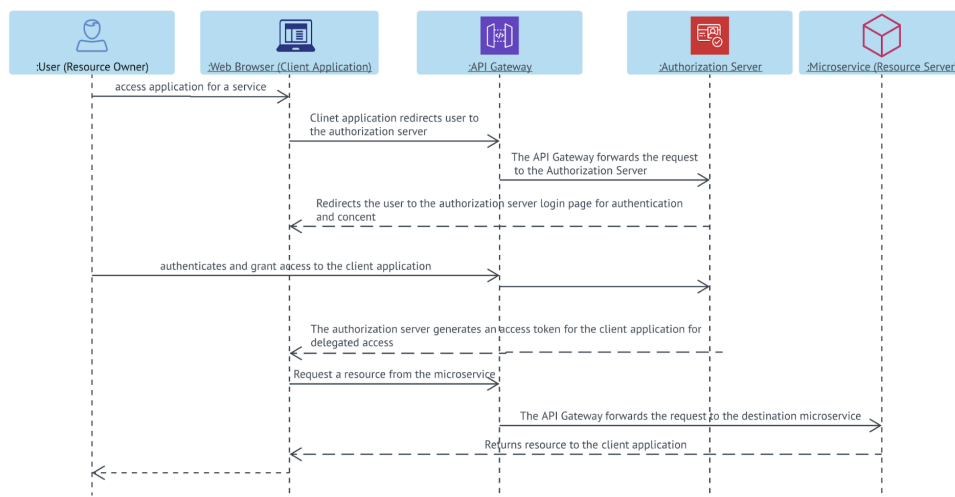 :User (Resource Owner)
:Web Browser (Client Application)
:API Gateway
:Authorization Server
:Microservice (Resource Server
access application for a service
Clinet application redirects user to
the authorization server
The API Gateway forwards the request
to the Authorization Server
Redirects the user to the authorization server login page for authentication
and concent
authenticates and grant access to the client application
The authorization server generates an access token for the client application for
delegated access
Request a resource from the microservice
The API Gateway forwards the request to the destination microservice
Returns resource to the client application